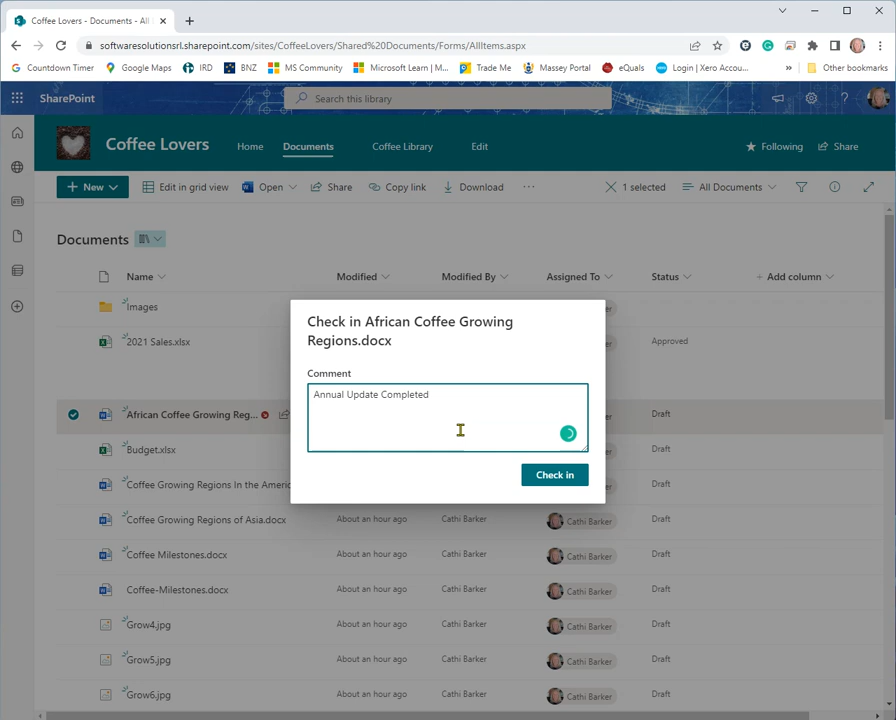 Coffee Lovers - Documents - All
softwaresolutionsrl.sharepoint.com/sites/CoffeeLovers/Shared%20Documents/Forms/AllItems.aspx
Countdown Timer
Google Maps
IRD
BNZ
MS Community
Microsoft Learn | M...
Trade Me
Massey Portal
eQuals
Login | Xero Accou...
»
Other bookmarks
SharePoint
Search this library
Coffee Lovers
Home
Documents
Coffee Library
Edit
Following
Share
New
Edit in grid view
Open
Share
Copy link
Download
...
1 selected
All Documents
Documents
Name
Modified
Modified By
Assigned To
Status
+ Add column
Images
2021 Sales.xlsx
Approved
Check in African Coffee Growing
Regions.docx
Comment
Annual Update Completed
Check in
African Coffee Growing Reg...
Draft
Budget.xlsx
Draft
Coffee Growing Regions In the Americ
Draft
Coffee Growing Regions of Asia.docx
About an hour ago
Cathi Barker
Cathi Barker
Draft
Coffee Milestones.docx
About an hour ago
Cathi Barker
Cathi Barker
Draft
Coffee-Milestones.docx
About an hour ago
Cathi Barker
Cathi Barker
Draft
Grow4.jpg
About an hour ago
Cathi Barker
Cathi Barker
Draft
Grow5.jpg
About an hour ago
Cathi Barker
Cathi Barker
Draft
Grow6.jpg
About an hour ago
Cathi Barker
Cathi Barker
Draft